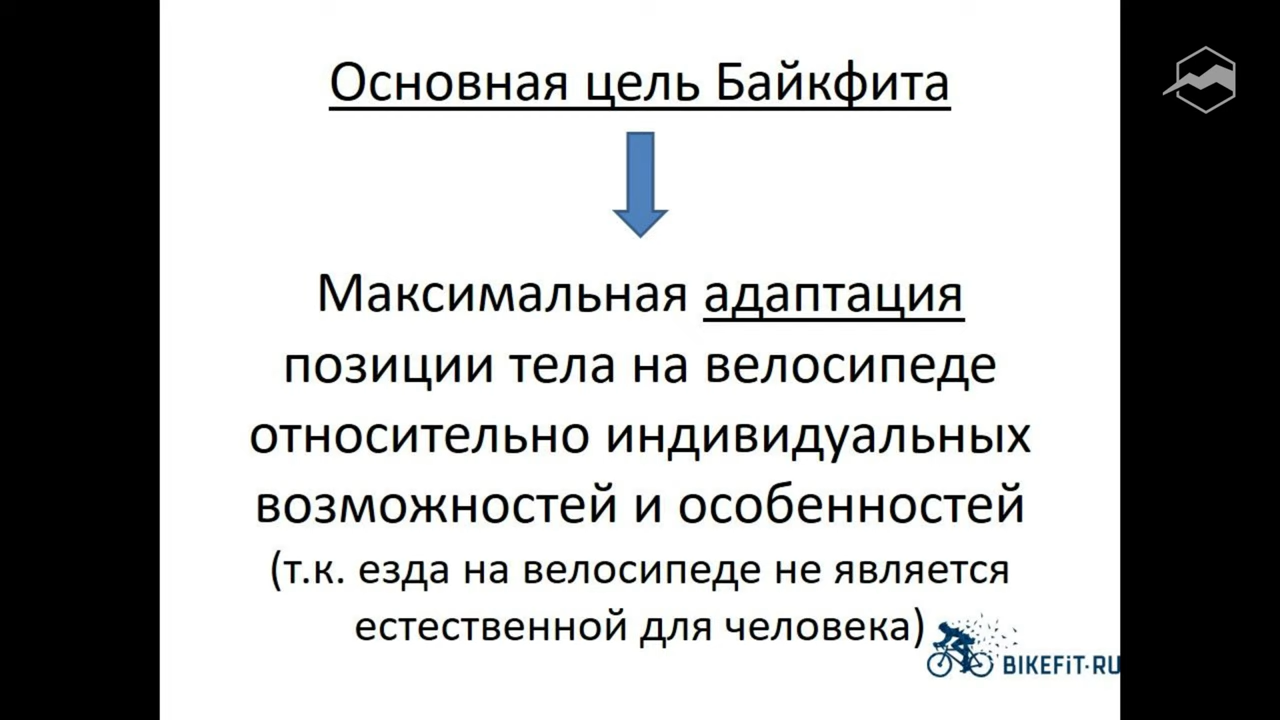 Основная цель Байкфита
Максимальная адаптация
позиции тела на велосипеде
относительно индивидуальных
возможностей и особенностей
(т.к. езда на велосипеде не является
естественной для человека)
BIKEFiT·RU